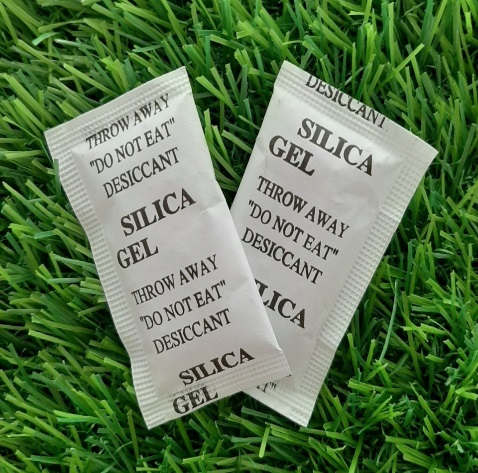 THROW AWAY
"DO NOT EAT"
DESICCANT
SILICA
GEL
THROW AWAY
"DO NOT EAT"
DESICCANT
SILICA
GEL
DESICCANT
SILICA
GEL
THROW AWAY
"DO NOT EAT"
DESICCANT
SILICA